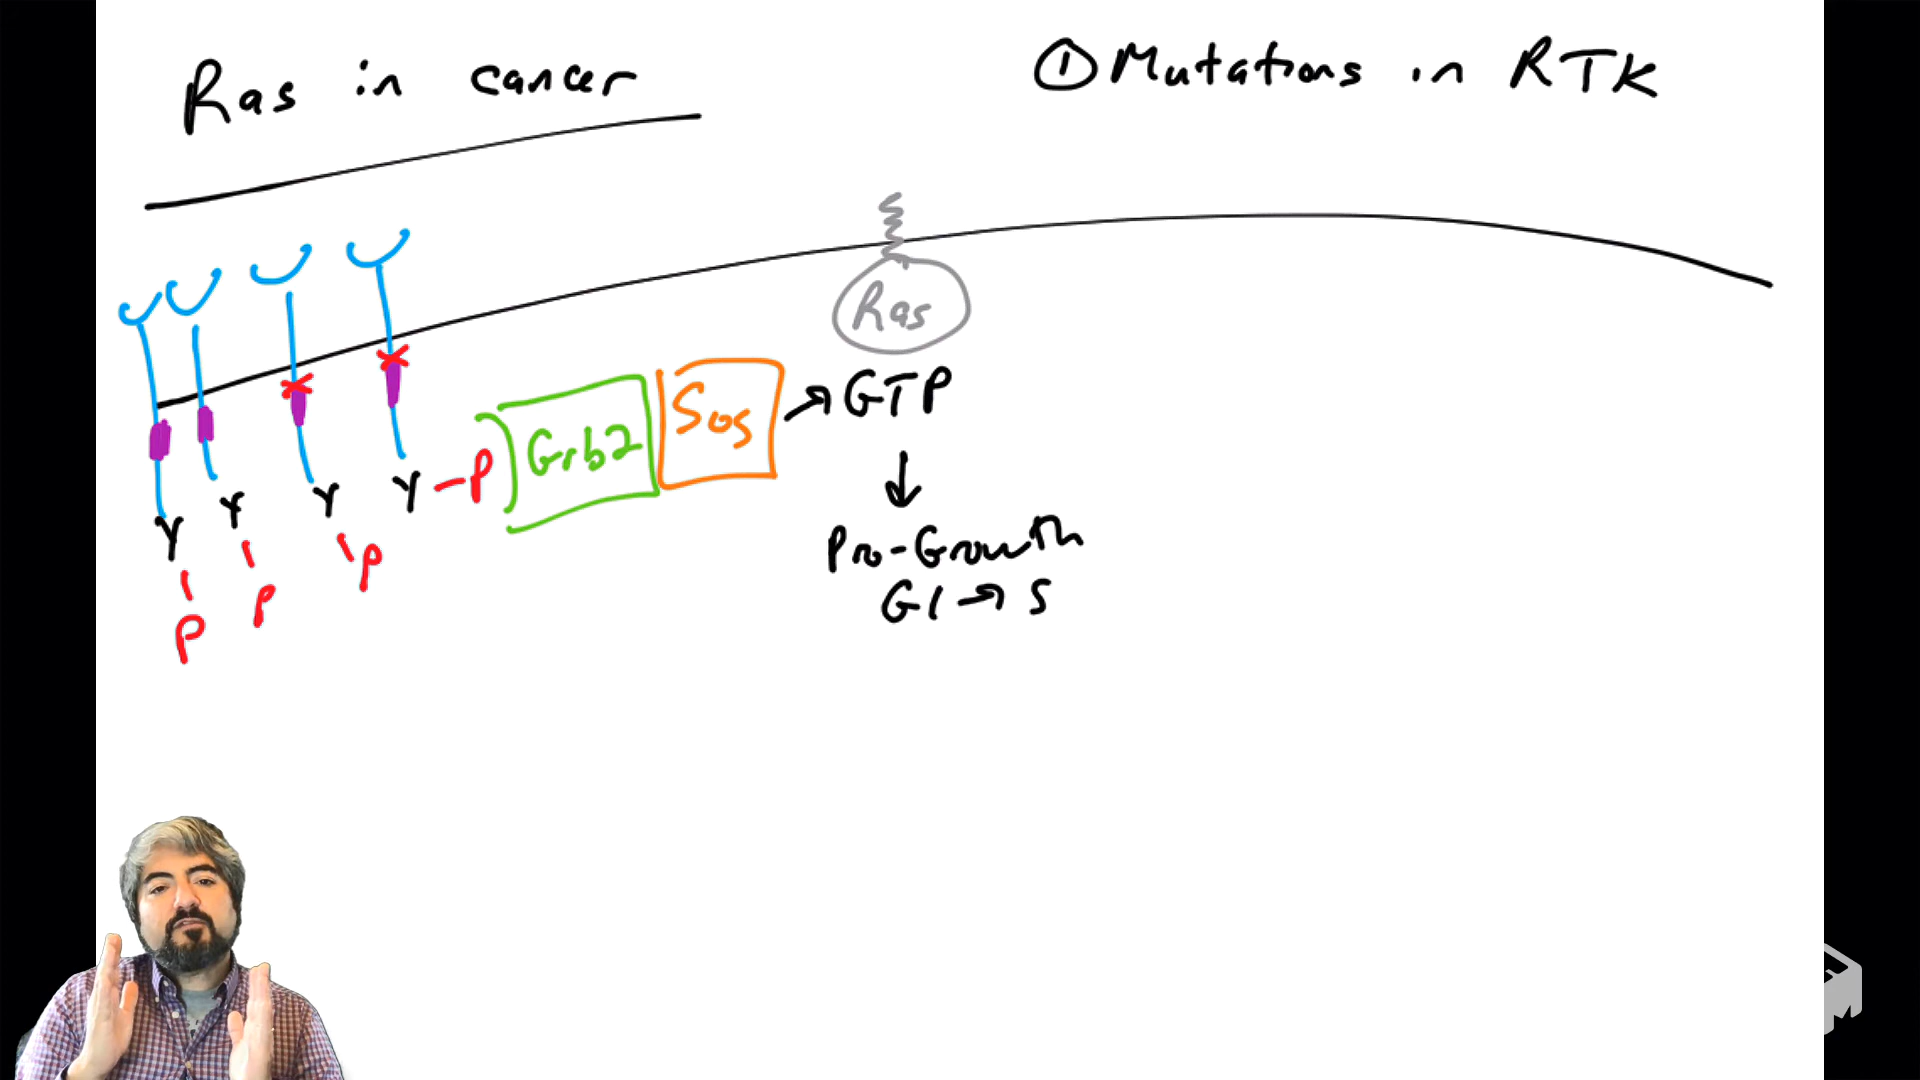 Ras in cancer
① Mutations in RTK
Ras
GTP
Sos
Grb2
Y Y Y Y - P
P P P
Pro-Growth
G1 → S